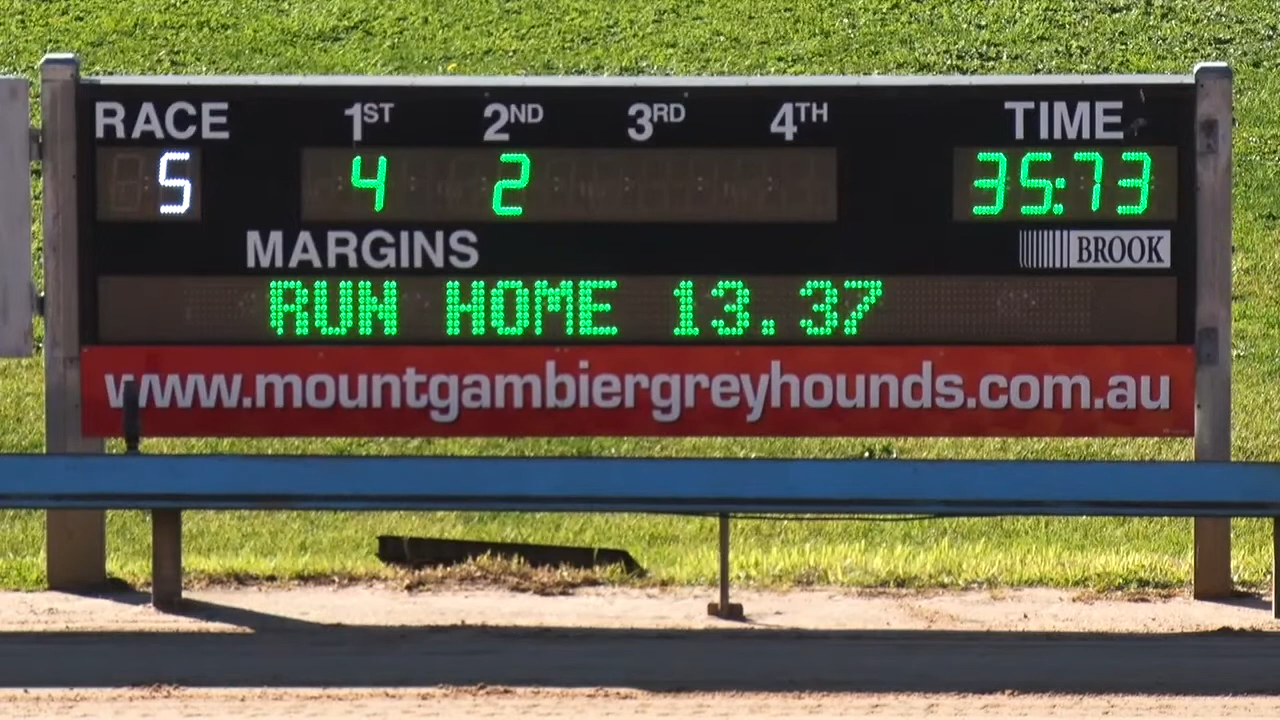 RACE 1ST 2ND 3RD 4TH TIME
5 4 2 35:73
MARGINS BROOK
RUN HOME 13.37
www.mountgambiergreyhounds.com.au